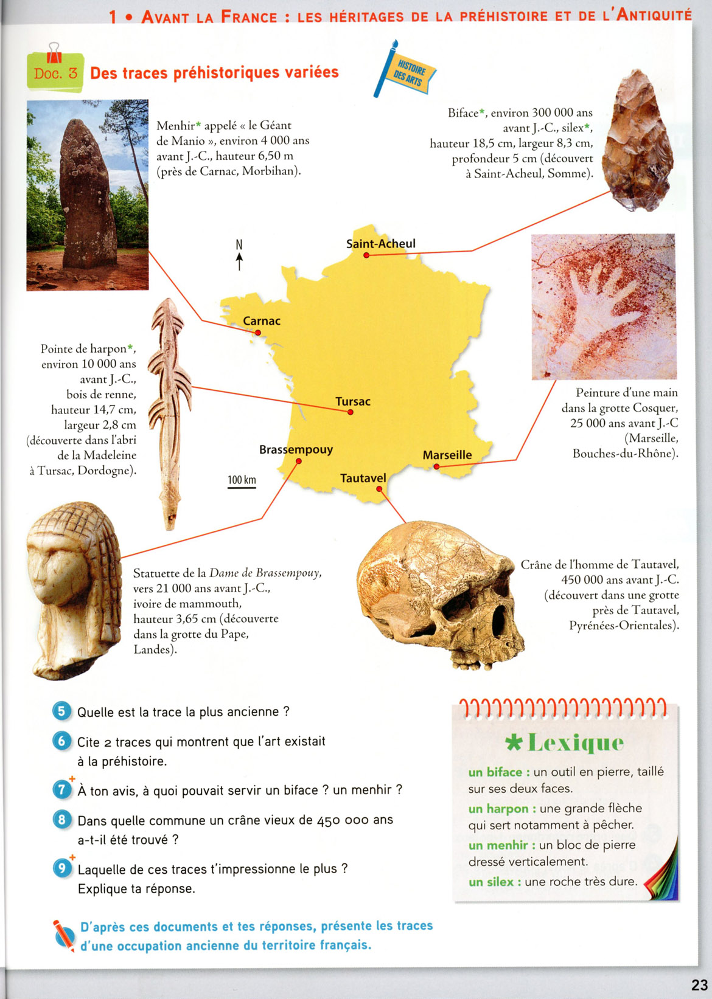 1 • AVANT LA FRANCE : LES HÉRITAGES DE LA PRÉHISTOIRE ET DE L'ANTIQUITÉ
Doc. 3
Des traces préhistoriques variées
HISTOIRE
DES ARTS
Menhir* appelé « le Géant
de Manio », environ 4 000 ans
avant J.-C., hauteur 6,50 m
(près de Carnac, Morbihan).
Biface*, environ 300 000 ans
avant J.-C., silex*,
hauteur 18,5 cm, largeur 8,3 cm,
profondeur 5 cm (découvert
à Saint-Acheul, Somme).
N
Saint-Acheul
Carnac
Tursac
Brassempouy
Marseille
Tautavel
100 km
Pointe de harpon*,
environ 10 000 ans
avant J.-C.,
bois de renne,
hauteur 14,7 cm,
largeur 2,8 cm
(découverte dans l'abri
de la Madeleine
à Tursac, Dordogne).
Peinture d'une main
dans la grotte Cosquer,
25 000 ans avant J.-C
(Marseille,
Bouches-du-Rhône).
Statuette de la Dame de Brassempouy,
vers 21 000 ans avant J.-C.,
ivoire de mammouth,
hauteur 3,65 cm (découverte
dans la grotte du Pape,
Landes).
Crâne de l'homme de Tautavel,
450 000 ans avant J.-C.
(découvert dans une grotte
près de Tautavel,
Pyrénées-Orientales).
5 Quelle est la trace la plus ancienne ?
6 Cite 2 traces qui montrent que l'art existait
à la préhistoire.
7+ À ton avis, à quoi pouvait servir un biface ? un menhir ?
8 Dans quelle commune un crâne vieux de 450 000 ans
a-t-il été trouvé ?
9+ Laquelle de ces traces t'impressionne le plus ?
Explique ta réponse.
D'après ces documents et tes réponses, présente les traces
d'une occupation ancienne du territoire français.
*Lexique
un biface : un outil en pierre, taillé
sur ses deux faces.
un harpon : une grande flèche
qui sert notamment à pêcher.
un menhir : un bloc de pierre
dressé verticalement.
un silex : une roche très dure.
23